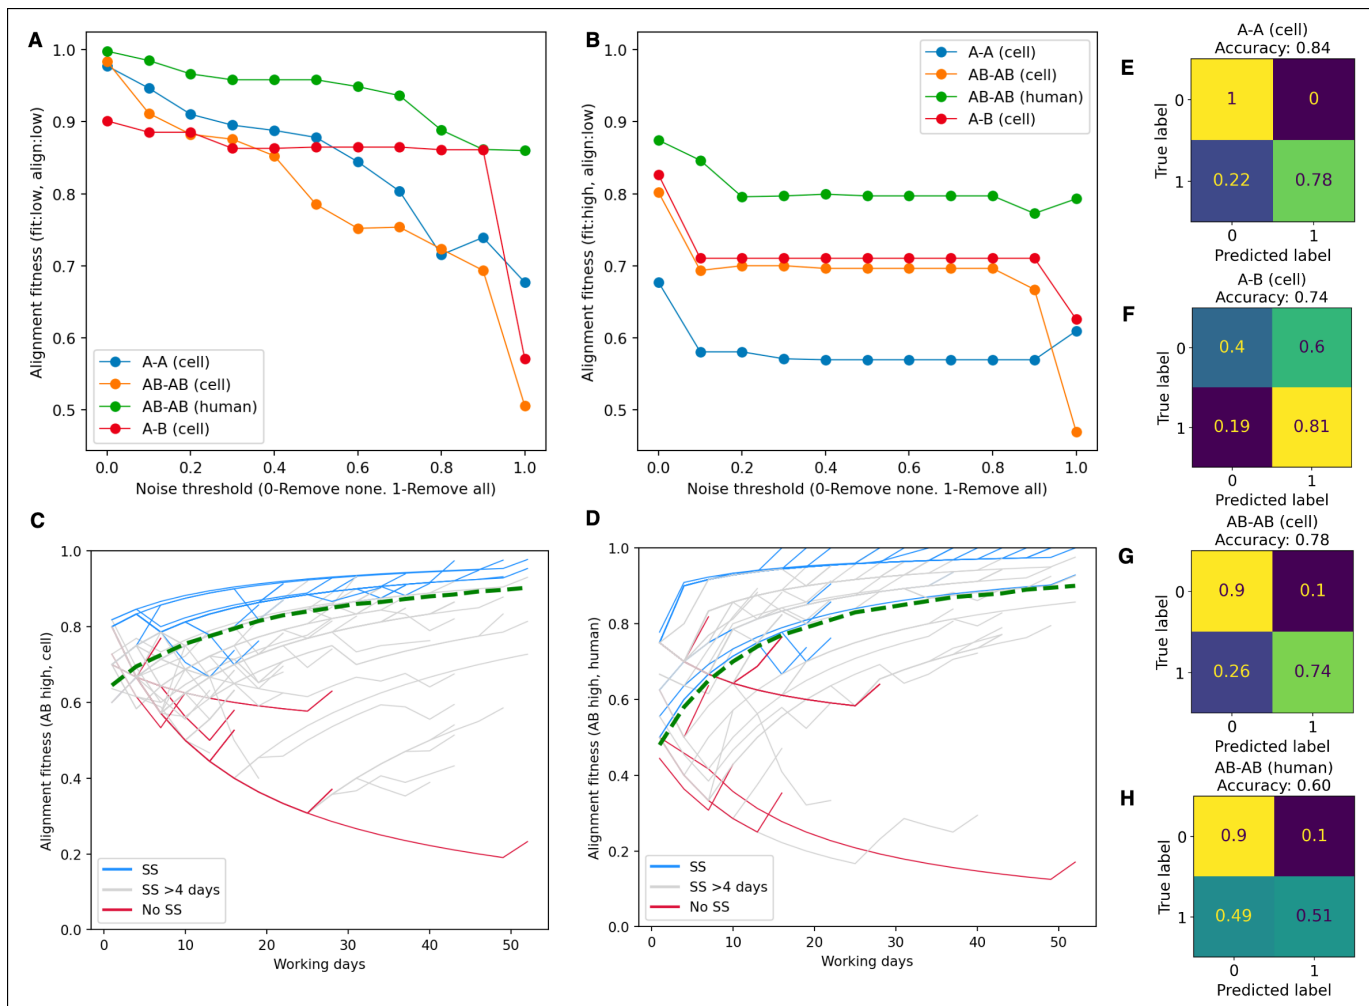 A
1.0
0.9
0.8
0.7
0.6
0.5
Alignment fitness (fit:low, align:low)
A-A (cell)
AB-AB (cell)
AB-AB (human)
A-B (cell)
0.0 0.2 0.4 0.6 0.8 1.0
Noise threshold (0-Remove none. 1-Remove all)
B
1.0
0.9
0.8
0.7
0.6
0.5
Alignment fitness (fit:high, align:low)
A-A (cell)
AB-AB (cell)
AB-AB (human)
A-B (cell)
0.0 0.2 0.4 0.6 0.8 1.0
Noise threshold (0-Remove none. 1-Remove all)
C
1.0
0.8
0.6
0.4
0.2
0.0
Alignment fitness (AB high, cell)
SS
SS >4 days
No SS
0 10 20 30 40 50
Working days
D
1.0
0.8
0.6
0.4
0.2
0.0
Alignment fitness (AB high, human)
SS
SS >4 days
No SS
0 10 20 30 40 50
Working days
E
A-A (cell)
Accuracy: 0.84
True label
0
1
1 0
0.22 0.78
0 1
Predicted label
F
A-B (cell)
Accuracy: 0.74
True label
0
1
0.4 0.6
0.19 0.81
0 1
Predicted label
G
AB-AB (cell)
Accuracy: 0.78
True label
0
1
0.9 0.1
0.26 0.74
0 1
Predicted label
H
AB-AB (human)
Accuracy: 0.60
True label
0
1
0.9 0.1
0.49 0.51
0 1
Predicted label